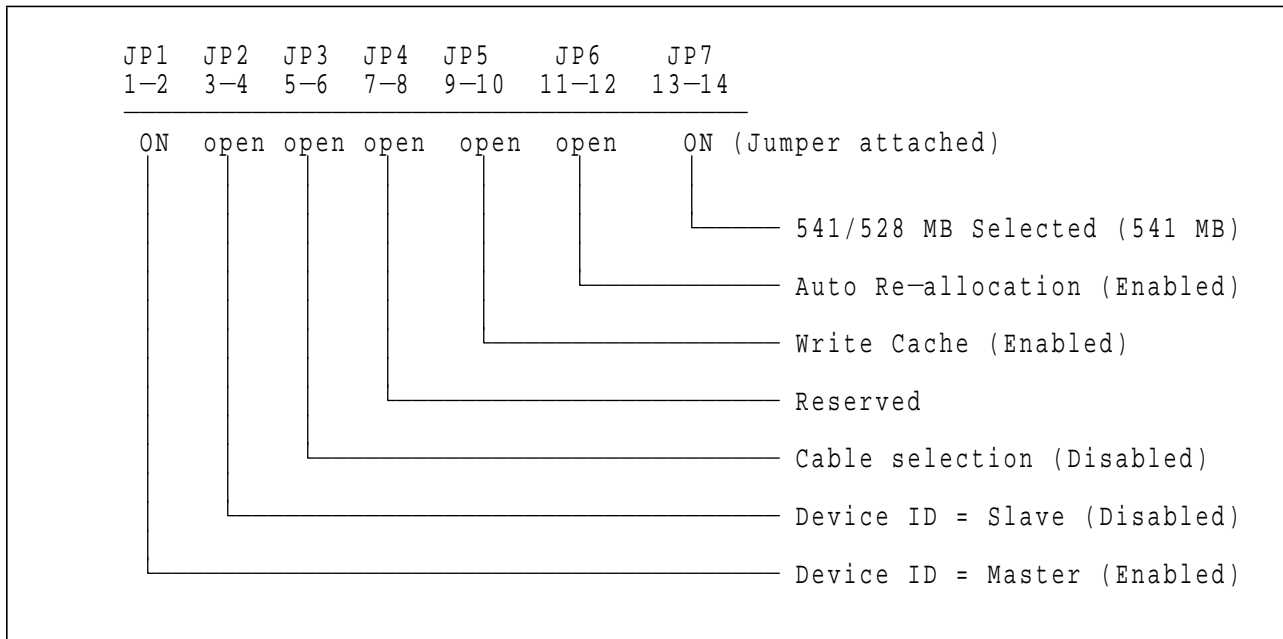 JP1 JP2 JP3 JP4 JP5 JP6 JP7
1—2 3—4 5—6 7—8 9—10 11—12 13—14
ON open open open open open ON (Jumper attached)
541/528 MB Selected (541 MB)
Auto Re—allocation (Enabled)
Write Cache (Enabled)
Reserved
Cable selection (Disabled)
Device ID = Slave (Disabled)
Device ID = Master (Enabled)